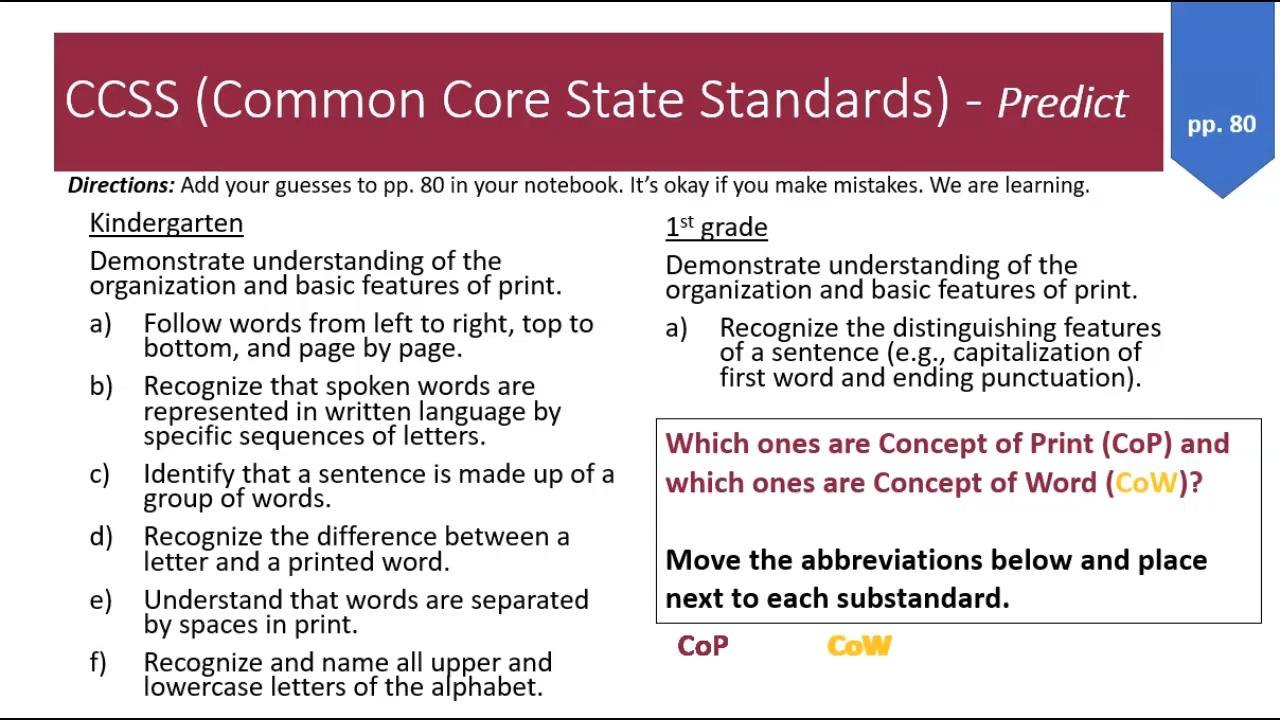 CCSS (Common Core State Standards) - Predict
pp. 80
Directions: Add your guesses to pp. 80 in your notebook. It's okay if you make mistakes. We are learning.
Kindergarten
Demonstrate understanding of the
organization and basic features of print.
a) Follow words from left to right, top to
bottom, and page by page.
b) Recognize that spoken words are
represented in written language by
specific sequences of letters.
c) Identify that a sentence is made up of a
group of words.
d) Recognize the difference between a
letter and a printed word.
e) Understand that words are separated
by spaces in print.
f) Recognize and name all upper and
lowercase letters of the alphabet.
1st grade
Demonstrate understanding of the
organization and basic features of print.
a) Recognize the distinguishing features
of a sentence (e.g., capitalization of
first word and ending punctuation).
Which ones are Concept of Print (CoP) and
which ones are Concept of Word (CoW)?
Move the abbreviations below and place
next to each substandard.
CoP CoW